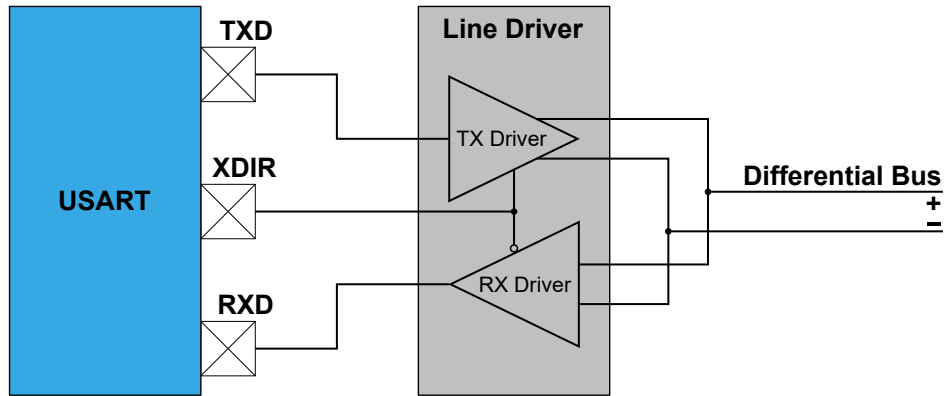 TXD
Line Driver
TX Driver
XDIR
USART
Differential Bus
+
−
RX Driver
RXD